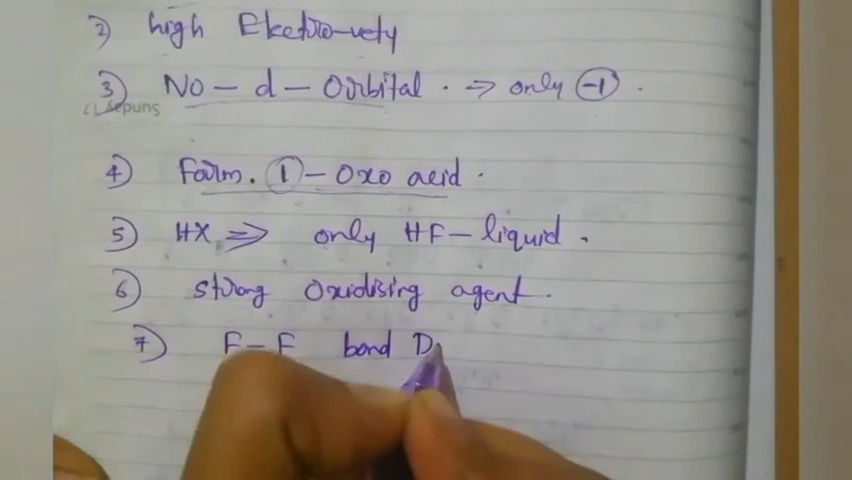 2) high Electro-vety
3) No-d-Orbital. => only (-1).
4) Form. (1)-Oxo acid.
5) HX => only HF-liquid.
6) strong Oxidising agent.
7) F-F bond D